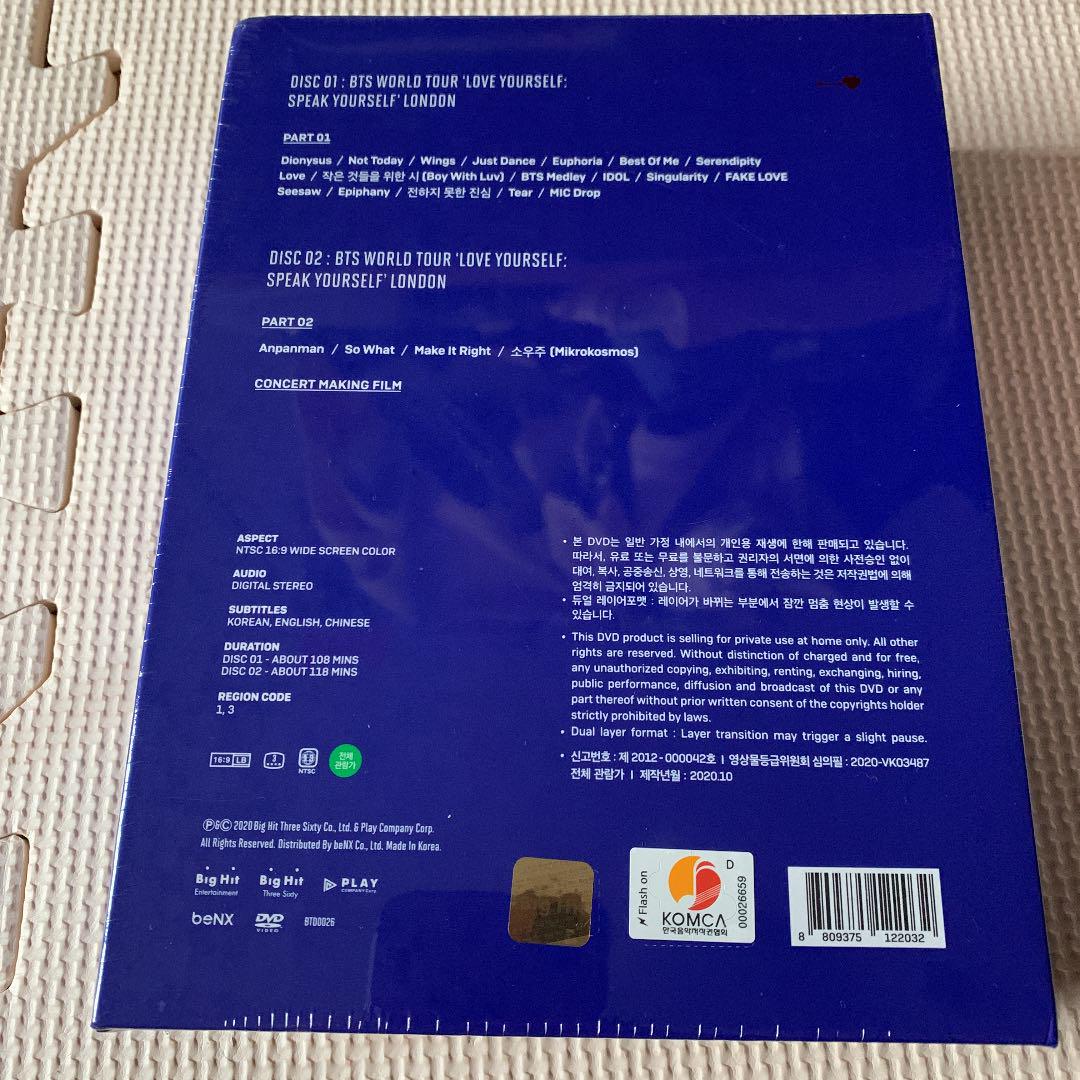 DISC 01 : BTS WORLD TOUR 'LOVE YOURSELF:
SPEAK YOURSELF' LONDON
PART 01
Dionysus / Not Today / Wings / Just Dance / Euphoria / Best Of Me / Serendipity
Love / 작은 것들을 위한 시 (Boy With Luv) / BTS Medley / IDOL / Singularity / FAKE LOVE
Seesaw / Epiphany / 전하지 못한 진심 / Tear / MIC Drop
DISC 02 : BTS WORLD TOUR 'LOVE YOURSELF:
SPEAK YOURSELF' LONDON
PART 02
Anpanman / So What / Make It Right / 소우주 (Mikrokosmos)
CONCERT MAKING FILM
ASPECT
NTSC 16:9 WIDE SCREEN COLOR
AUDIO
DIGITAL STEREO
SUBTITLES
KOREAN, ENGLISH, CHINESE
DURATION
DISC 01 - ABOUT 108 MINS
DISC 02 - ABOUT 118 MINS
REGION CODE
1, 3
16:9 LB
3
NTSC
전체
관람가
• 본 DVD는 일반 가정 내에서의 개인용 재생에 한해 판매되고 있습니다.
따라서, 유료 또는 무료를 불문하고 권리자의 서면에 의한 사전승인 없이
대여, 복사, 공중송신, 상영, 네트워크를 통해 전송하는 것은 저작권법에 의해
엄격히 금지되어 있습니다.
• 듀얼 레이어포맷 : 레이어가 바뀌는 부분에서 잠깐 멈춤 현상이 발생할 수
있습니다.
• This DVD product is selling for private use at home only. All other
rights are reserved. Without distinction of charged and for free,
any unauthorized copying, exhibiting, renting, exchanging, hiring,
public performance, diffusion and broadcast of this DVD or any
part thereof without prior written consent of the copyrights holder
strictly prohibited by laws.
• Dual layer format : Layer transition may trigger a slight pause.
• 신고번호 : 제 2012-000042호 I 영상물등급위원회 심의필 : 2020-VK03487
전체 관람가 I 제작년월 : 2020.10
Ⓟ&Ⓒ 2020 Big Hit Three Sixty Co., Ltd. & Play Company Corp.
All Rights Reserved. Distributed By beNX Co., Ltd. Made In Korea.
Big Hit
Entertainment
Big Hit
Three Sixty
PLAY
COMPANY CORP.
beNX
DVD
VIDEO
BTD0026
Flash on
KOMCA
한국음악저작권협회
D
00026659
8 809375 122032